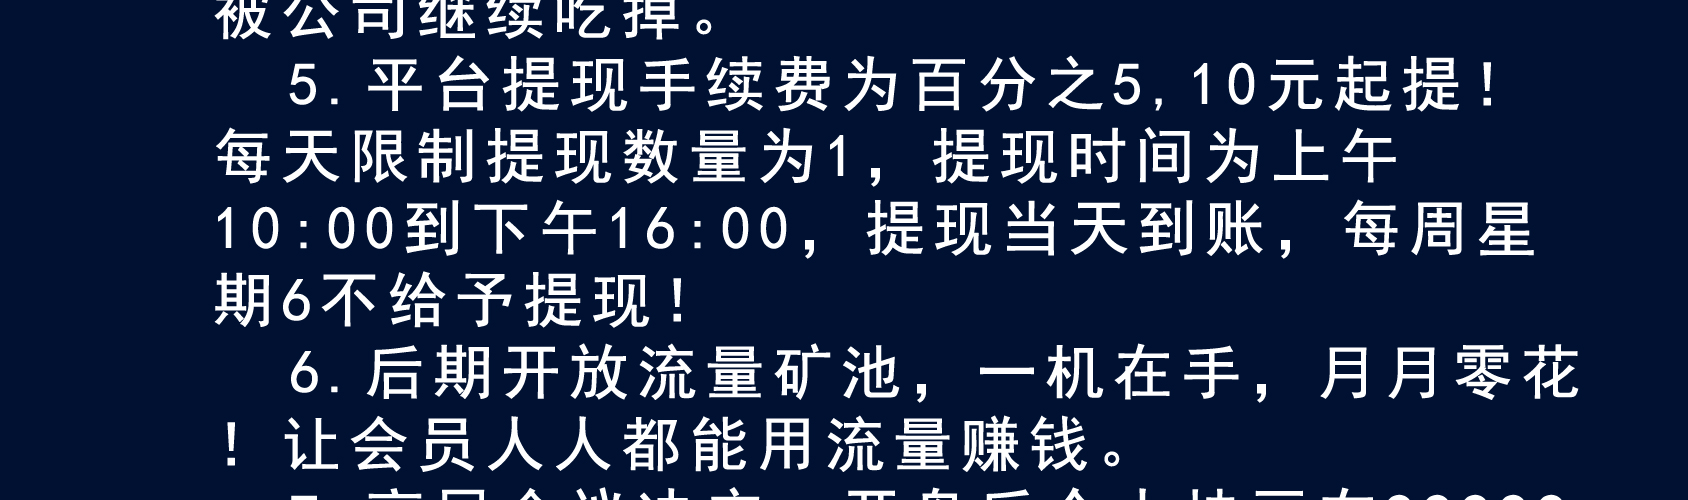 被公司继续吃掉。
5.平台提现手续费为百分之5,10元起提!
每天限制提现数量为1，提现时间为上午
10:00到下午16:00，提现当天到账，每周星
期6不给予提现!
6.后期开放流量矿池，一机在手，月月零花
！让会员人人都能用流量赚钱。